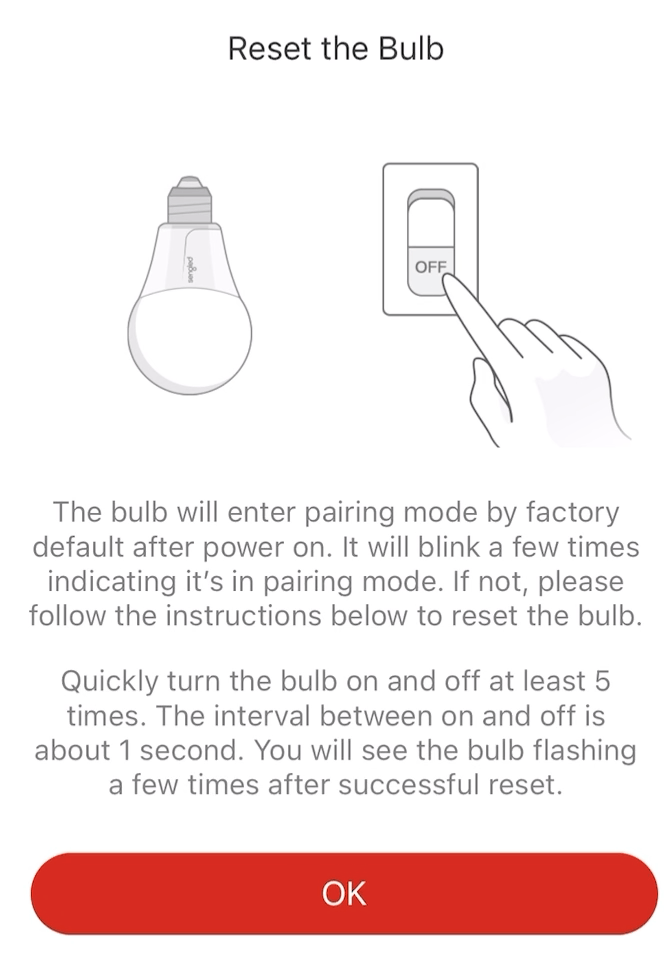 Reset the Bulb
sengled
OFF
The bulb will enter pairing mode by factory
default after power on. It will blink a few times
indicating it’s in pairing mode. If not, please
follow the instructions below to reset the bulb.
Quickly turn the bulb on and off at least 5
times. The interval between on and off is
about 1 second. You will see the bulb flashing
a few times after successful reset.
OK